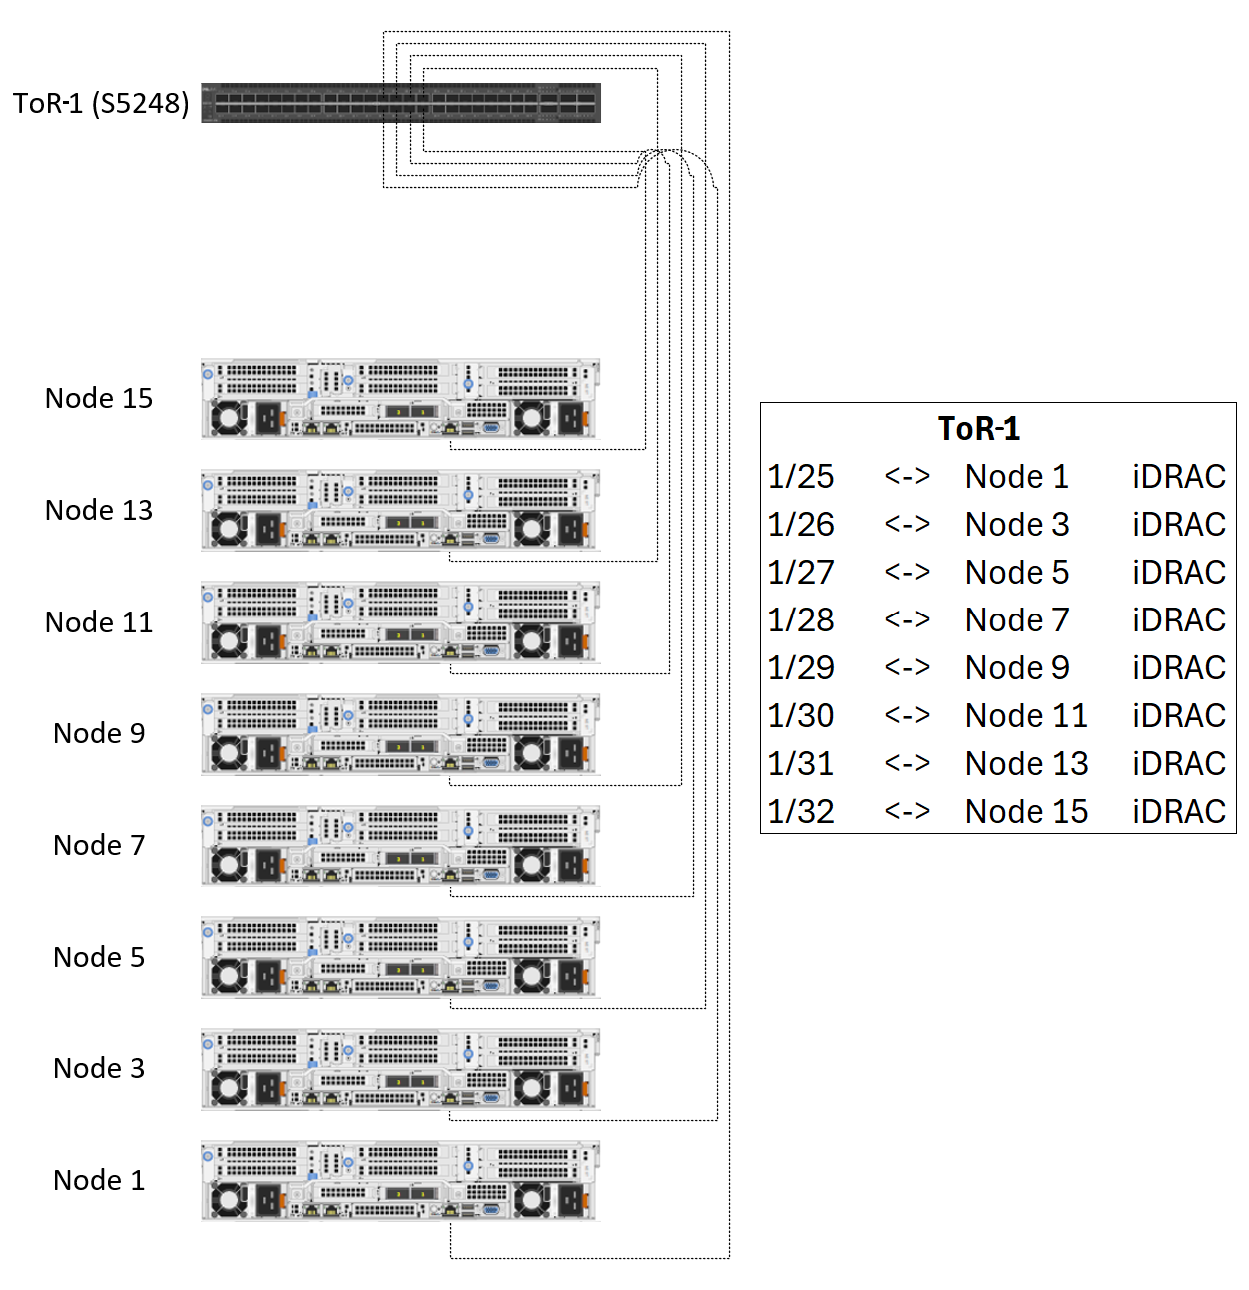 ToR-1 (S5248)
Node 15
Node 13
Node 11
Node 9
Node 7
Node 5
Node 3
Node 1
ToR-1
1/25 <-> Node 1 iDRAC
1/26 <-> Node 3 iDRAC
1/27 <-> Node 5 iDRAC
1/28 <-> Node 7 iDRAC
1/29 <-> Node 9 iDRAC
1/30 <-> Node 11 iDRAC
1/31 <-> Node 13 iDRAC
1/32 <-> Node 15 iDRAC